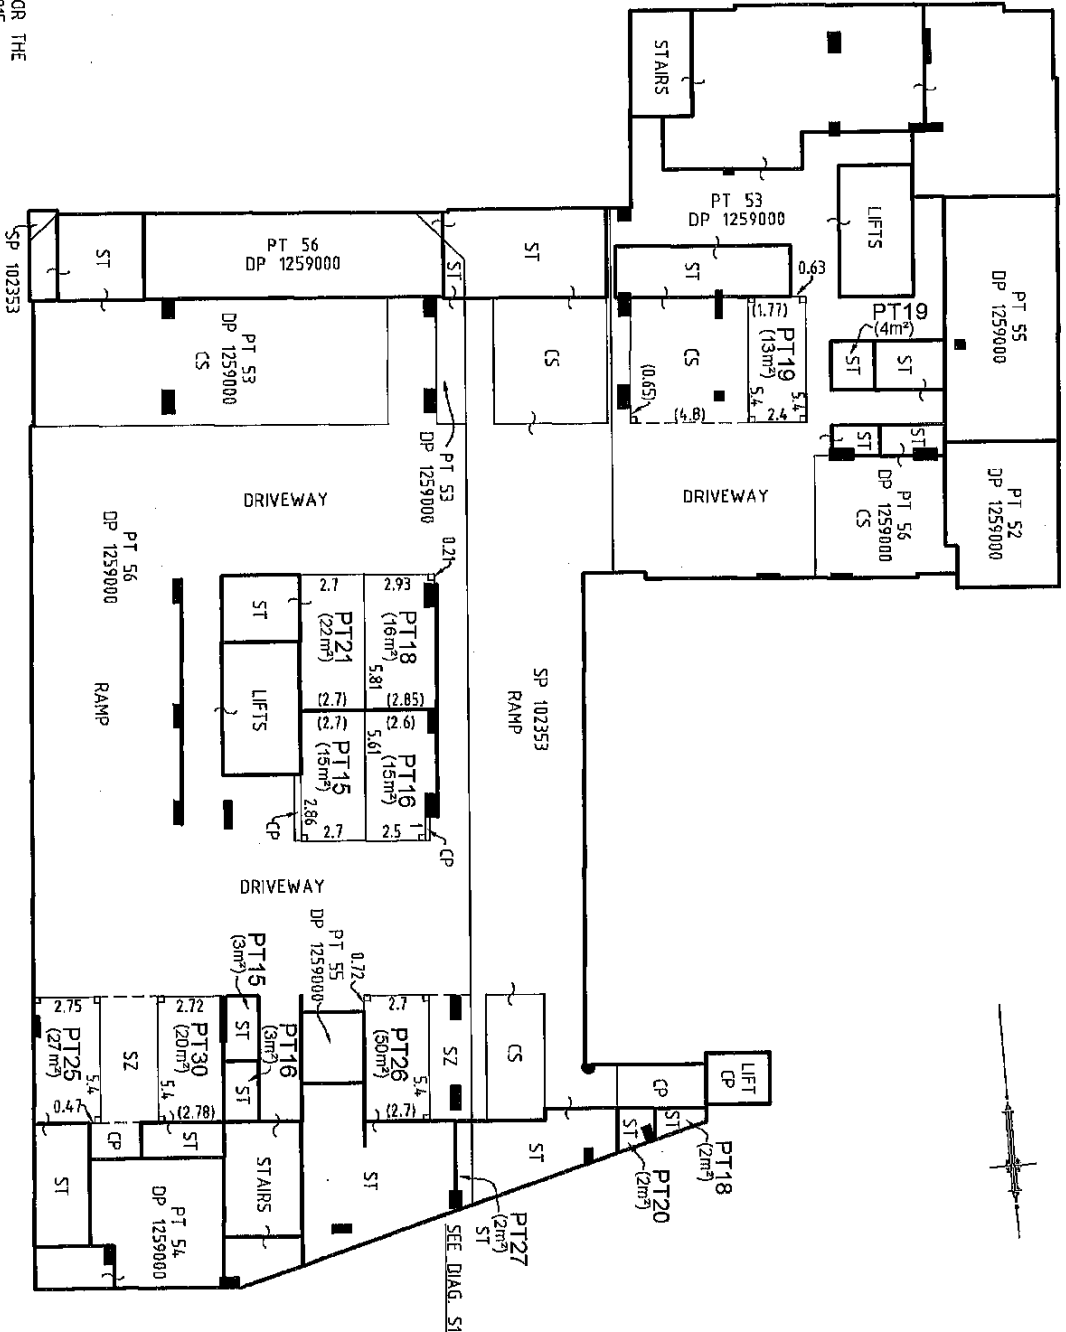 OR THE
STAIRS
PT 53
DP 1259000
LIFTS
ST
0.63
PT 55
DP 1259000
PT19
(4m²)
ST
ST
(1.77)
PT19
(13m²)
5.4
5.4
2.4
CS
(0.65)
(4.8)
ST
ST
PT 56
DP 1259000
CS
PT 52
DP 1259000
DRIVEWAY
SP 102353
ST
PT 56
DP 1259000
ST
ST
PT 53
DP 1259000
CS
CS
PT 53
DP 1259000
DRIVEWAY
PT 56
DP 1259000
0.21
2.7
2.93
ST
PT21
(22m²)
PT18
(16m²)
5.81
(2.7)
(2.85)
RAMP
LIFTS
(2.7)
(2.6)
PT15
(15m²)
5.61
PT16
(15m²)
2.86
2.7
2.5
1
CP
CP
SP 102353
RAMP
DRIVEWAY
PT15
(3m²)
PT 55
DP 1259000
0.72
2.75
2.72
2.7
PT25
(27m²)
5.4
SZ
PT30
(20m²)
5.4
ST
PT16
(3m²)
ST
PT26
(50m²)
5.4
SZ
CS
CP
LIFT
CP
0.47
(2.78)
(2.7)
ST
CP
ST
STAIRS
ST
ST
ST
ST
PT18
(2m²)
PT20
(2m²)
PT 54
DP 1259000
PT27
(2m²)
ST
SEE DIAG. S1